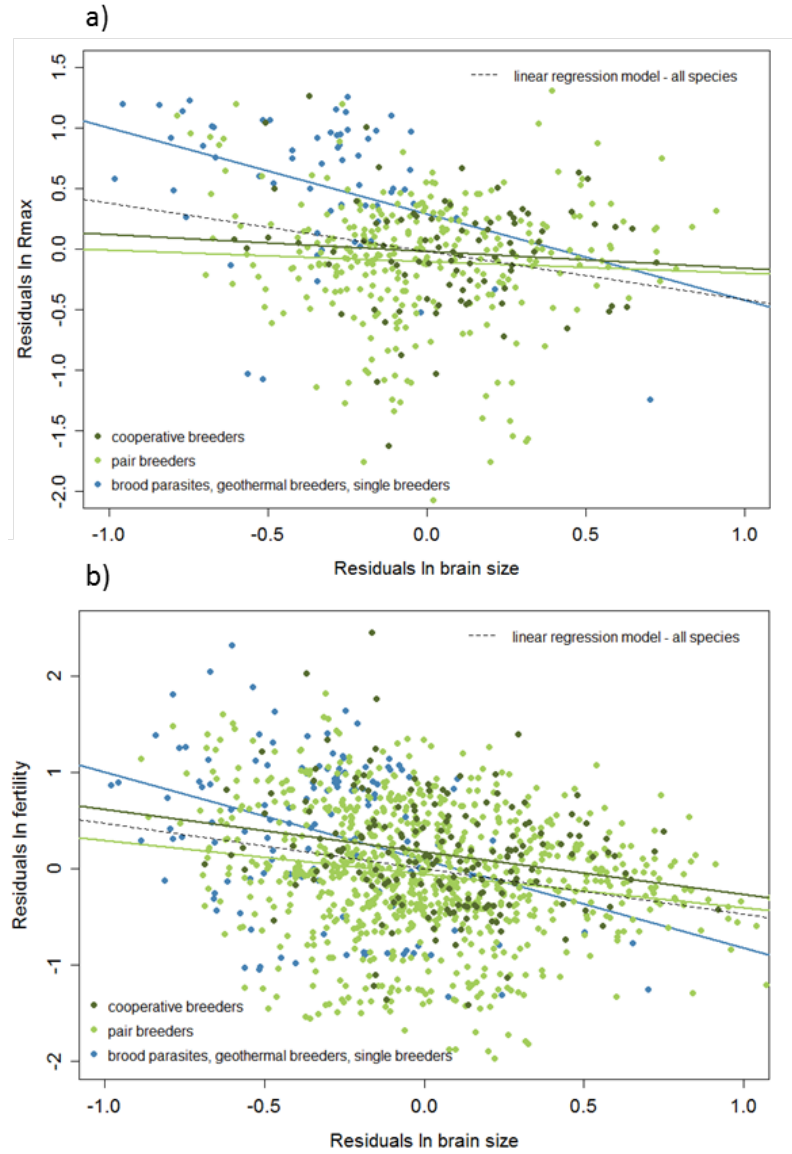 a)
linear regression model - all species
1.5
1.0
0.5
0.0
-0.5
-1.0
-1.5
-2.0
Residuals ln Rmax
cooperative breeders
pair breeders
brood parasites, geothermal breeders, single breeders
-1.0 -0.5 0.0 0.5 1.0
Residuals ln brain size
b)
linear regression model - all species
2
1
0
-1
-2
Residuals ln fertility
cooperative breeders
pair breeders
brood parasites, geothermal breeders, single breeders
-1.0 -0.5 0.0 0.5 1.0
Residuals ln brain size